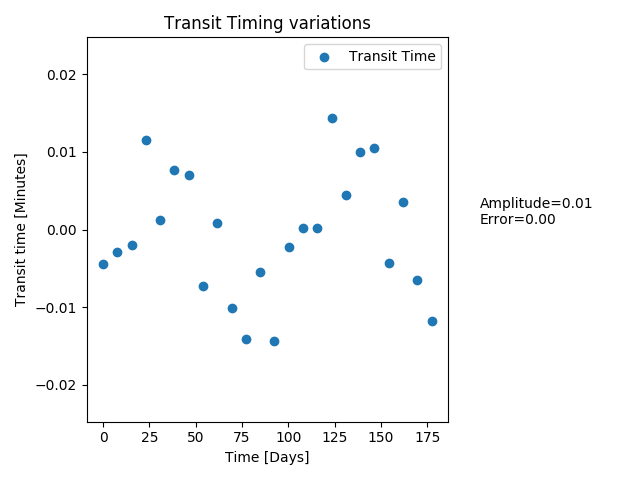 Transit Timing variations
Transit Time
0.02
0.01
0.00
−0.01
−0.02
Transit time [Minutes]
Amplitude=0.01
Error=0.00
0 25 50 75 100 125 150 175
Time [Days]